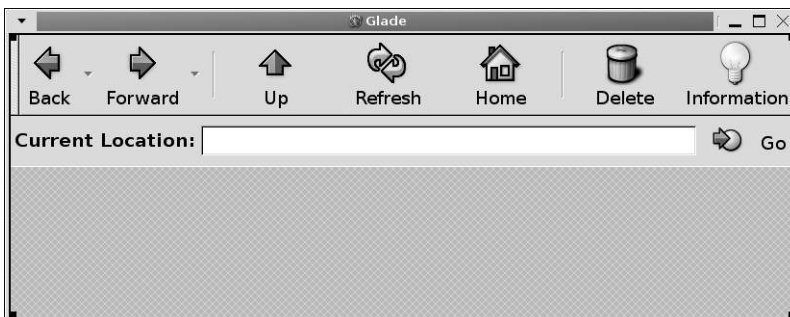 Glade
Back Forward Up Refresh Home Delete Information
Current Location: Go